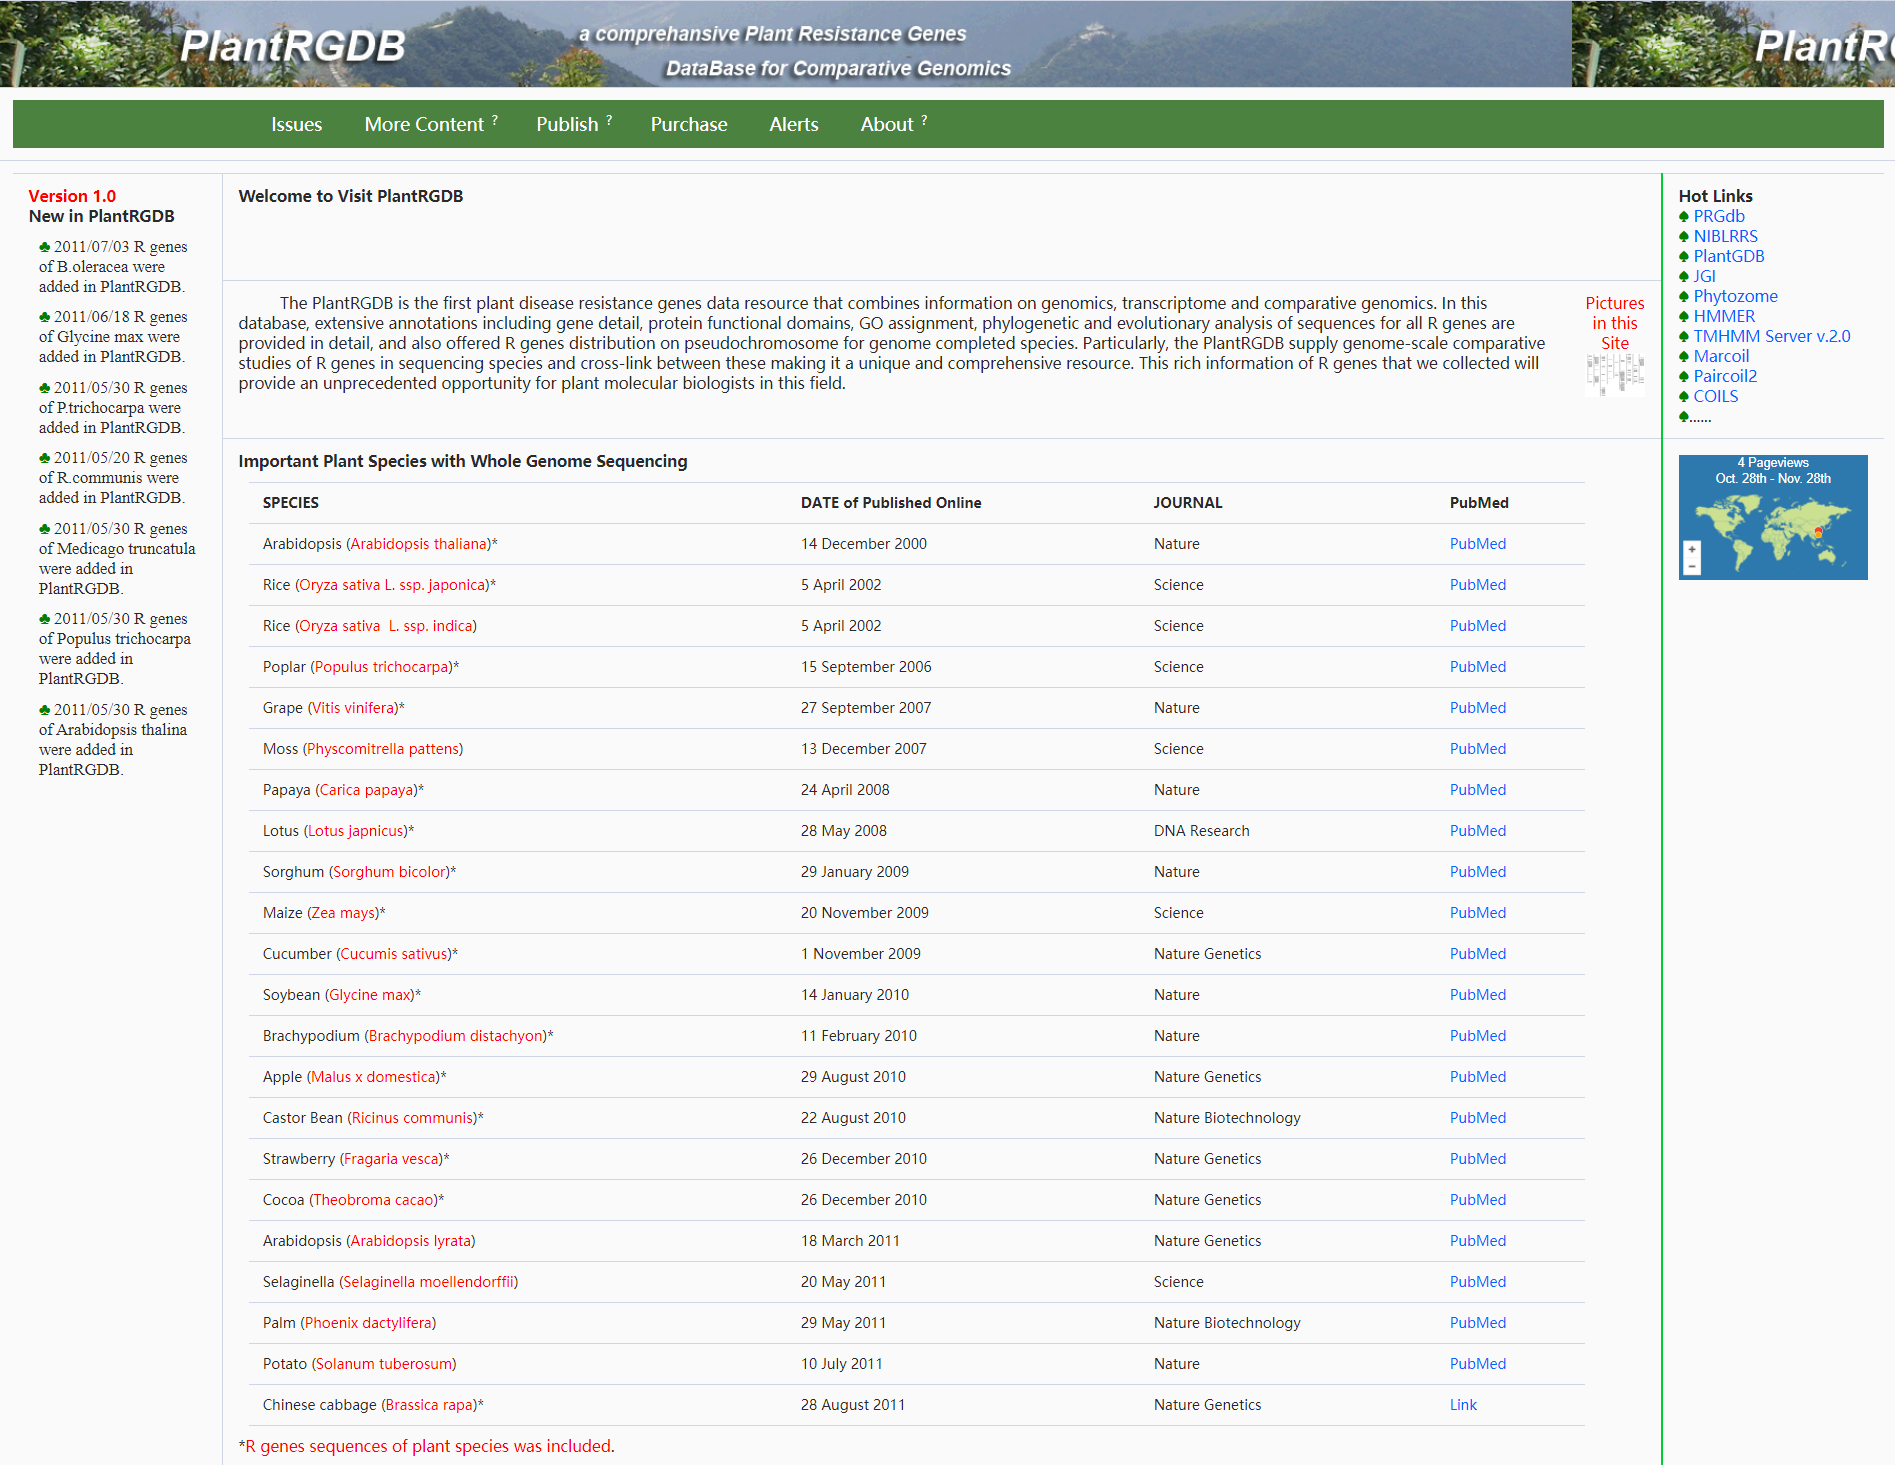 PlantRGDB
a comprehansive Plant Resistance Genes
DataBase for Comparative Genomics
PlantR
Issues More Content ? Publish ? Purchase Alerts About ?
Version 1.0
New in PlantRGDB
♣ 2011/07/03 R genes
of B.oleracea were
added in PlantRGDB.
♣ 2011/06/18 R genes
of Glycine max were
added in PlantRGDB.
♣ 2011/05/30 R genes
of P.trichocarpa were
added in PlantRGDB.
♣ 2011/05/20 R genes
of R.communis were
added in PlantRGDB.
♣ 2011/05/30 R genes
of Medicago truncatula
were added in
PlantRGDB.
♣ 2011/05/30 R genes
of Populus trichocarpa
were added in
PlantRGDB.
♣ 2011/05/30 R genes
of Arabidopsis thalina
were added in
PlantRGDB.
Welcome to Visit PlantRGDB
The PlantRGDB is the first plant disease resistance genes data resource that combines information on genomics, transcriptome and comparative genomics. In this
database, extensive annotations including gene detail, protein functional domains, GO assignment, phylogenetic and evolutionary analysis of sequences for all R genes are
provided in detail, and also offered R genes distribution on pseudochromosome for genome completed species. Particularly, the PlantRGDB supply genome-scale comparative
studies of R genes in sequencing species and cross-link between these making it a unique and comprehensive resource. This rich information of R genes that we collected will
provide an unprecedented opportunity for plant molecular biologists in this field.
Pictures
in this
Site
Important Plant Species with Whole Genome Sequencing
SPECIES DATE of Published Online JOURNAL PubMed
Arabidopsis (Arabidopsis thaliana)* 14 December 2000 Nature PubMed
Rice (Oryza sativa L. ssp. japonica)* 5 April 2002 Science PubMed
Rice (Oryza sativa L. ssp. indica) 5 April 2002 Science PubMed
Poplar (Populus trichocarpa)* 15 September 2006 Science PubMed
Grape (Vitis vinifera)* 27 September 2007 Nature PubMed
Moss (Physcomitrella pattens) 13 December 2007 Science PubMed
Papaya (Carica papaya)* 24 April 2008 Nature PubMed
Lotus (Lotus japnicus)* 28 May 2008 DNA Research PubMed
Sorghum (Sorghum bicolor)* 29 January 2009 Nature PubMed
Maize (Zea mays)* 20 November 2009 Science PubMed
Cucumber (Cucumis sativus)* 1 November 2009 Nature Genetics PubMed
Soybean (Glycine max)* 14 January 2010 Nature PubMed
Brachypodium (Brachypodium distachyon)* 11 February 2010 Nature PubMed
Apple (Malus x domestica)* 29 August 2010 Nature Genetics PubMed
Castor Bean (Ricinus communis)* 22 August 2010 Nature Biotechnology PubMed
Strawberry (Fragaria vesca)* 26 December 2010 Nature Genetics PubMed
Cocoa (Theobroma cacao)* 26 December 2010 Nature Genetics PubMed
Arabidopsis (Arabidopsis lyrata) 18 March 2011 Nature Genetics PubMed
Selaginella (Selaginella moellendorffii) 20 May 2011 Science PubMed
Palm (Phoenix dactylifera) 29 May 2011 Nature Biotechnology PubMed
Potato (Solanum tuberosum) 10 July 2011 Nature PubMed
Chinese cabbage (Brassica rapa)* 28 August 2011 Nature Genetics Link
*R genes sequences of plant species was included.
Hot Links
♠ PRGdb
♠ NIBLRRS
♠ PlantGDB
♠ JGI
♠ Phytozome
♠ HMMER
♠ TMHMM Server v.2.0
♠ Marcoil
♠ Paircoil2
♠ COILS
♠......
4 Pageviews
Oct. 28th - Nov. 28th
+
−